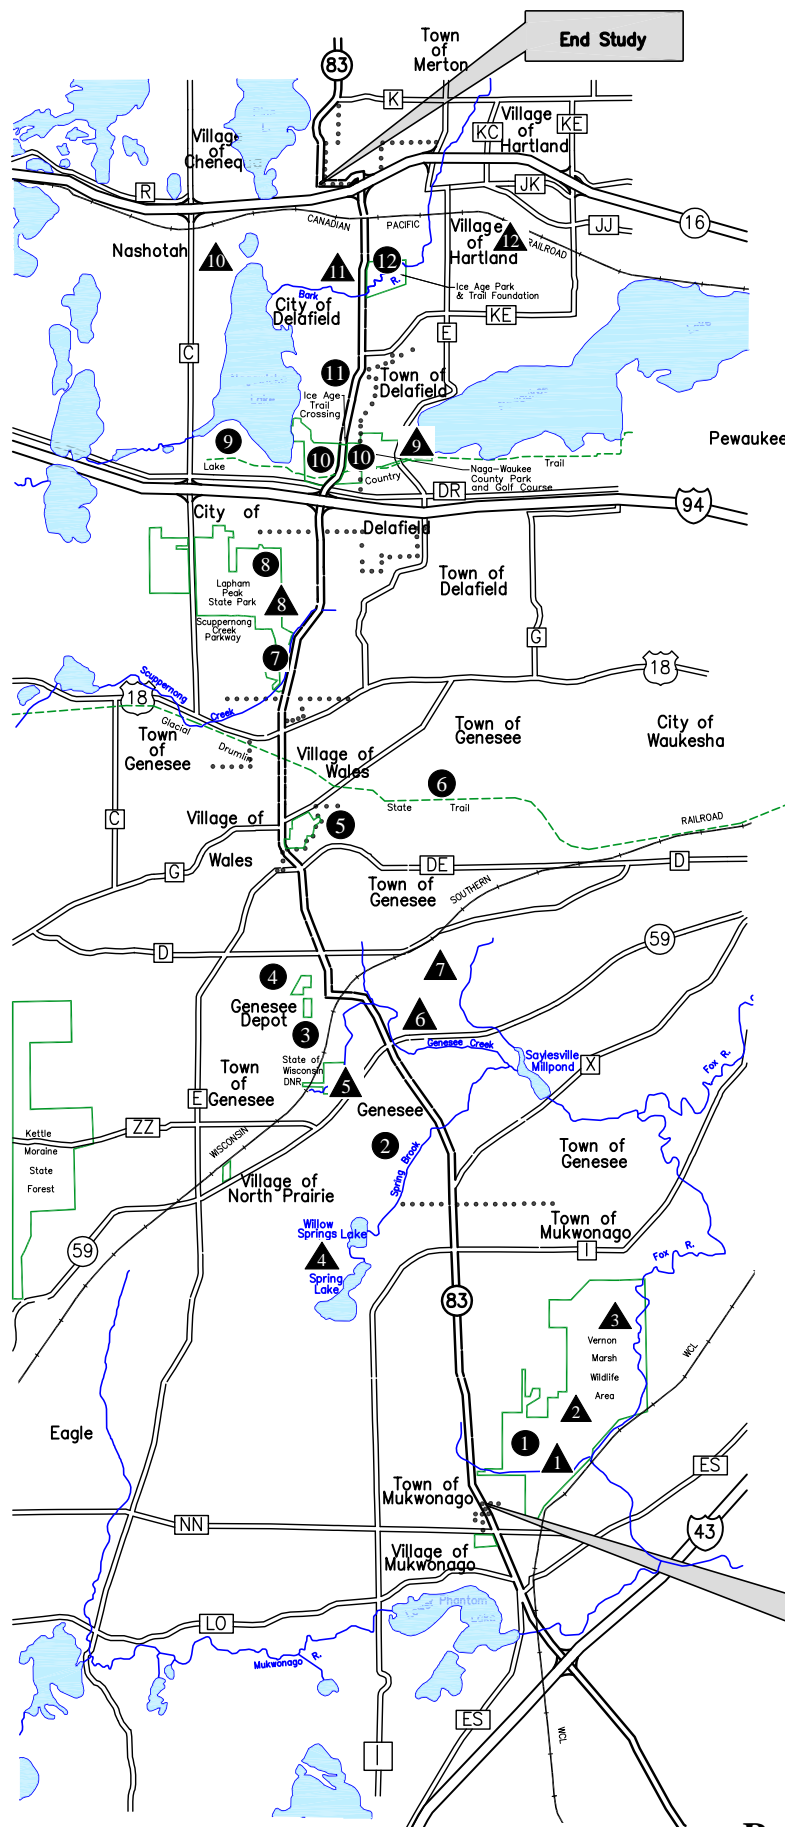 End Study
Town
of
Merton
83
K
Village
of
Hartland
KC
KE
Village
of
Chenequ
R
JK
JJ
16
CANADIAN
PACIFIC
RAILROAD
Nashotah
10
11
12
Village
of
Hartland
12
Bark
R.
Ice Age Park
& Trail Foundation
City of
Delafield
KE
E
C
11
Town of
Delafield
Ice Age
Trail
Crossing
9
10
10
9
Pewaukee
Lake
Country
Trail
Naga-Waukee
County Park
and Golf Course
DR
94
City of
Delafield
8
Lapham
Peak
State Park
8
Town of
Delafield
Scuppernong
Creek
Parkway
G
7
18
Scuppernong
Creek
18
Glacial
Drumlin
Town
of
Genesee
Town of
Genesee
City of
Waukesha
Village of
Wales
6
State
Trail
C
Village of
Wales
5
RAILROAD
G
DE
D
Town of
Genesee
SOUTHERN
D
59
4
7
Genesee
Depot
3
6
Genesee Creek
Saylesville
Millpond
X
Fox R.
State of
Wisconsin
DNR
5
Town
of
Genesee
E
Genesee
ZZ
Kettle
Moraine
State
Forest
WISCONSIN
2
Spring Brook
Town of
Genesee
Village of
North Prairie
Willow
Springs Lake
Town of
Mukwonago
I
59
4
Spring
Lake
Fox R.
83
3
Vernon
Marsh
Wildlife
Area
WCL
2
Eagle
1
1
ES
Town of
Mukwonago
NN
43
Village of
Mukwonago
Phantom
LO
Mukwonago
R.
ES
WCL
I